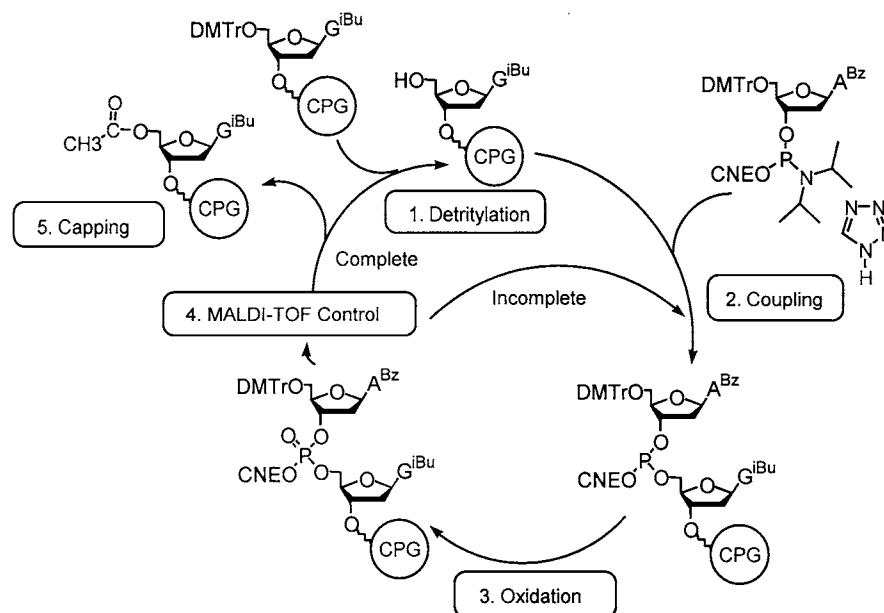 DMTrO
O
G^iBu
O
CPG
HO
O
G^iBu
O
CPG
O
CH3
C
O
O
G^iBu
O
CPG
DMTrO
O
A^Bz
O
CNEO
P
N
N
N
N
N
H
1. Detritylation
5. Capping
Complete
Incomplete
2. Coupling
4. MALDI-TOF Control
DMTrO
O
A^Bz
O
O
P
CNEO
O
O
G^iBu
O
CPG
DMTrO
O
A^Bz
O
P
CNEO
O
O
G^iBu
O
CPG
3. Oxidation